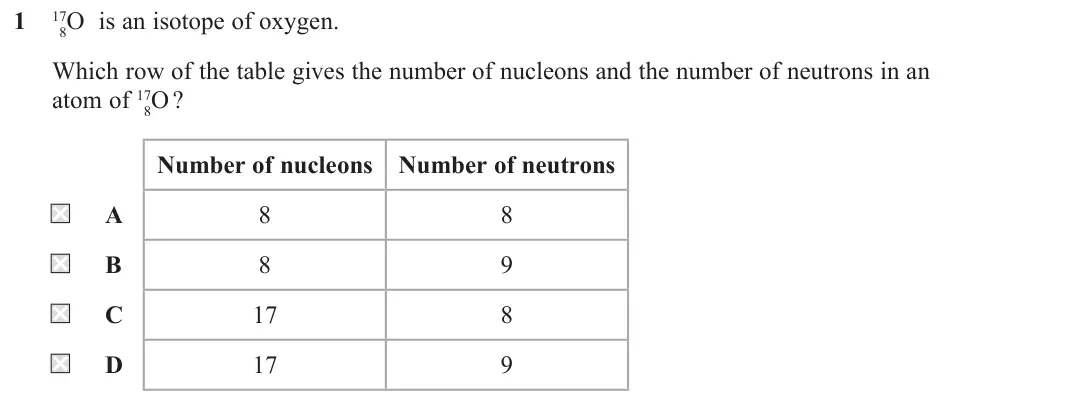 1 ¹⁷₈O is an isotope of oxygen.
Which row of the table gives the number of nucleons and the number of neutrons in an
atom of ¹⁷₈O?
Number of nucleons Number of neutrons
A 8 8
B 8 9
C 17 8
D 17 9